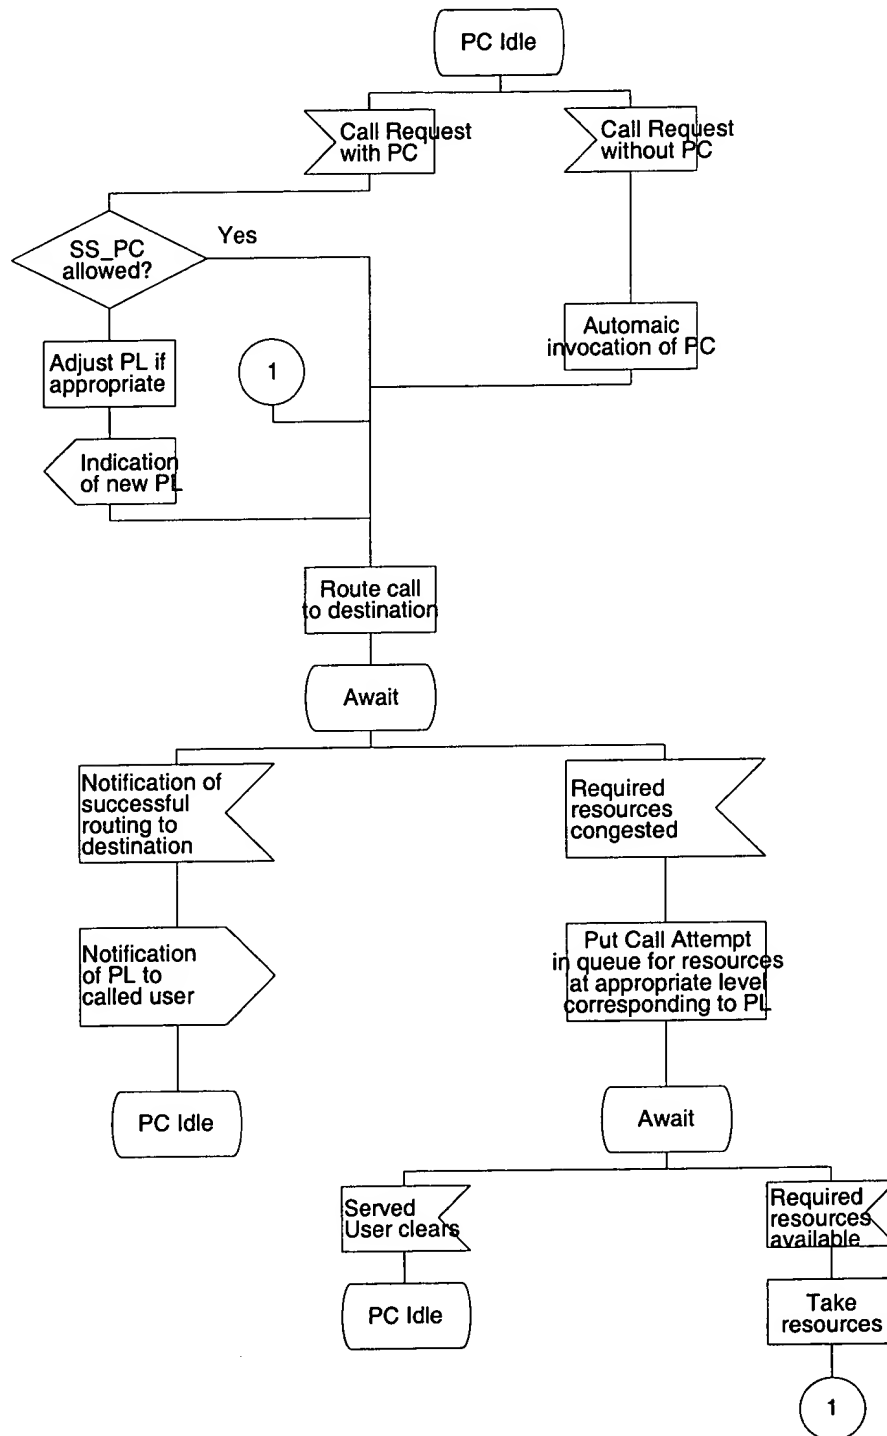 PC Idle
Call Request
with PC
Call Request
without PC
SS_PC
allowed?
Yes
Automaic
invocation of PC
Adjust PL if
appropriate
1
Indication
of new PL
Route call
to destination
Await
Notification of
successful
routing to
destination
Required
resources
congested
Notification
of PL to
called user
Put Call Attempt
in queue for resources
at appropriate level
corresponding to PL
PC Idle
Await
Served
User clears
Required
resources
available
PC Idle
Take
resources
1